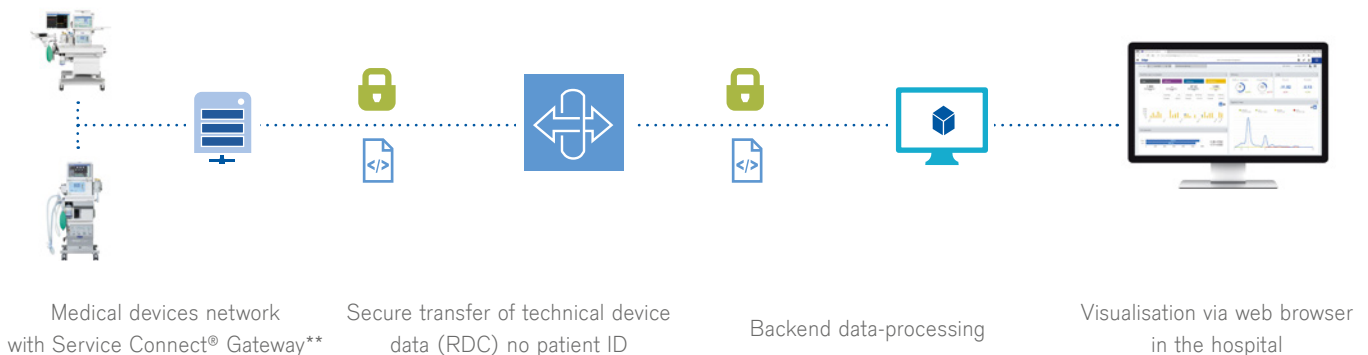 </>
</>
Medical devices network
with Service Connect® Gateway**
Secure transfer of technical device
data (RDC) no patient ID
Backend data-processing
Visualisation via web browser
in the hospital